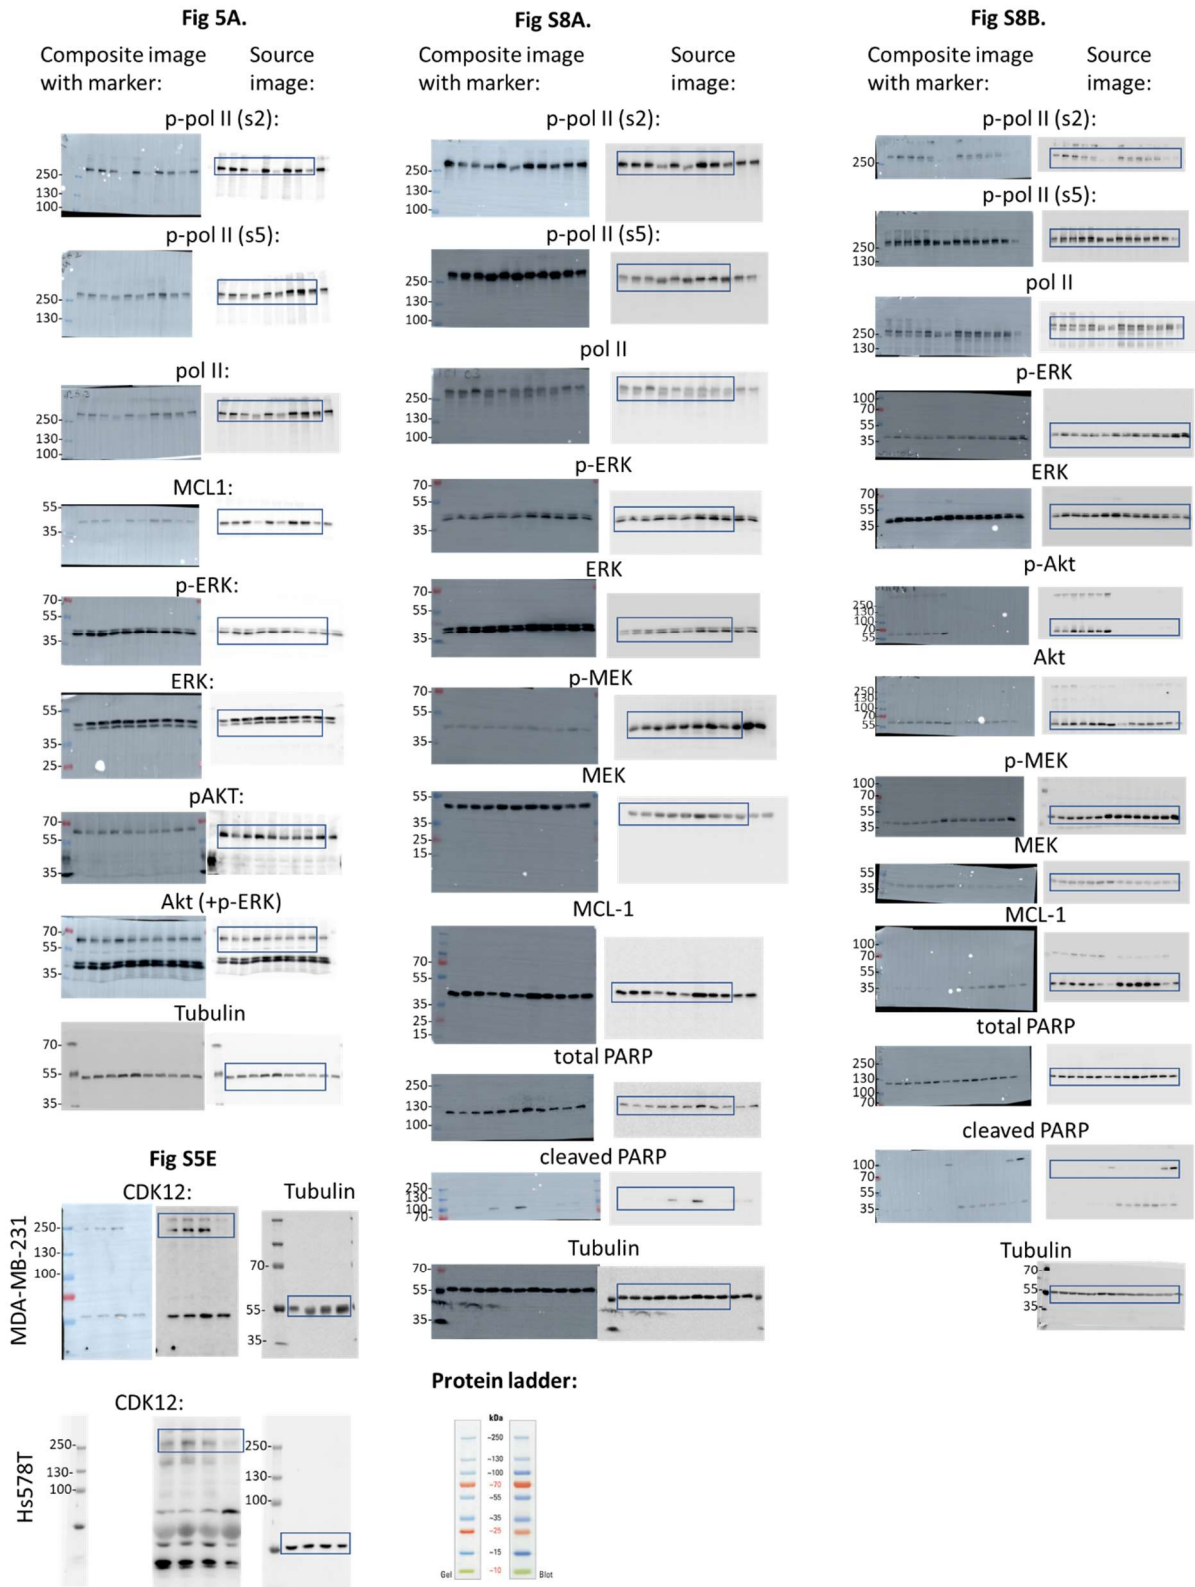 Fig 5A.
Composite image
with marker:
Source
image:
p-pol II (s2):
250-
130-
100-
p-pol II (s5):
250-
130-
pol II:
250-
130-
100-
MCL1:
55-
35-
p-ERK:
70-
55-
35-
ERK:
55-
35-
25-
pAKT:
70-
55-
35-
Akt (+p-ERK)
70-
55-
35-
Tubulin
70-
55-
35-
Fig S5E
MDA-MB-231
CDK12:
250-
130-
100-
Tubulin
70-
55-
35-
Hs578T
CDK12:
250-
130-
100-
250-
130-
100-
Fig S8A.
Composite image
with marker:
Source
image:
p-pol II (s2):
250-
130-
100-
p-pol II (s5):
250-
130-
100-
pol II
250-
130-
100-
p-ERK
70-
55-
35-
ERK
70-
55-
35-
p-MEK
70-
55-
35-
MEK
55-
35-
25-
15-
MCL-1
70-
55-
35-
25-
15-
total PARP
250-
130-
100-
cleaved PARP
250-
130-
100-
70-
Tubulin
70-
55-
35-
Protein ladder:
kDa
~250
~130
~100
~70
~55
~35
~25
~15
~10
Gel
Blot
Fig S8B.
Composite image
with marker:
Source
image:
p-pol II (s2):
250-
p-pol II (s5):
250-
130-
pol II
250-
130-
p-ERK
100-
70-
55-
35-
ERK
70-
55-
35-
p-Akt
250-
130-
100-
70-
55-
Akt
250-
130-
100-
70-
55-
p-MEK
100-
70-
55-
35-
MEK
55-
35-
MCL-1
100-
70-
55-
35-
total PARP
250-
130-
100-
70-
cleaved PARP
100-
70-
55-
35-
Tubulin
70-
55-
35-